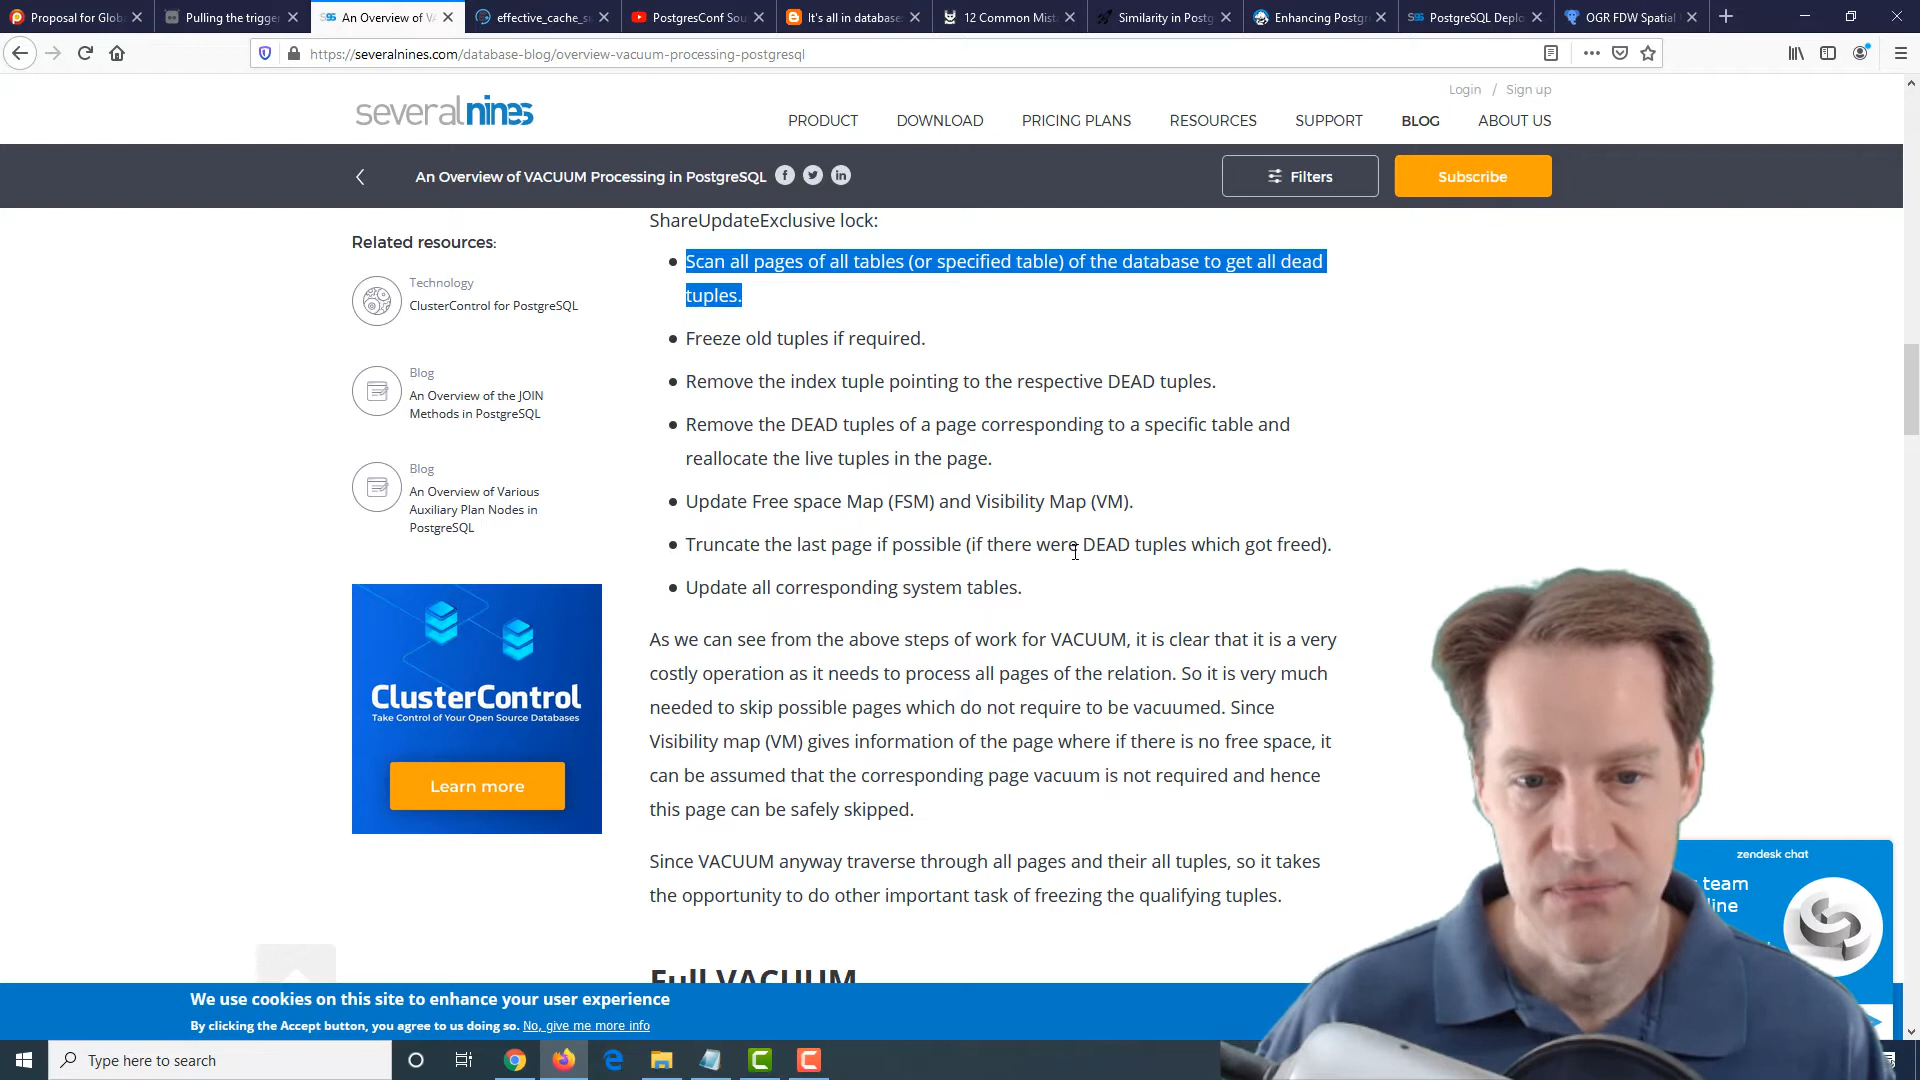 Proposal for Globa
Pulling the trigger
An Overview of VA
effective_cache_si
PostgresConf Sou
It's all in database
12 Common Mist
Similarity in Postg
Enhancing Postgr
PostgreSQL Deplo
OGR FDW Spatial
https://severalnines.com/database-blog/overview-vacuum-processing-postgresql
severalnines
Login / Sign up
PRODUCT DOWNLOAD PRICING PLANS RESOURCES SUPPORT BLOG ABOUT US
An Overview of VACUUM Processing in PostgreSQL
Filters
Subscribe
Related resources:
Technology
ClusterControl for PostgreSQL
Blog
An Overview of the JOIN
Methods in PostgreSQL
Blog
An Overview of Various
Auxiliary Plan Nodes in
PostgreSQL
ClusterControl
Take Control of Your Open Source Databases
Learn more
ShareUpdateExclusive lock:
Scan all pages of all tables (or specified table) of the database to get all dead
tuples.
Freeze old tuples if required.
Remove the index tuple pointing to the respective DEAD tuples.
Remove the DEAD tuples of a page corresponding to a specific table and
reallocate the live tuples in the page.
Update Free space Map (FSM) and Visibility Map (VM).
Truncate the last page if possible (if there were DEAD tuples which got freed).
Update all corresponding system tables.
As we can see from the above steps of work for VACUUM, it is clear that it is a very
costly operation as it needs to process all pages of the relation. So it is very much
needed to skip possible pages which do not require to be vacuumed. Since
Visibility map (VM) gives information of the page where if there is no free space, it
can be assumed that the corresponding page vacuum is not required and hence
this page can be safely skipped.
Since VACUUM anyway traverse through all pages and their all tuples, so it takes
the opportunity to do other important task of freezing the qualifying tuples.
Full VACUUM
zendesk chat
team
line
We use cookies on this site to enhance your user experience
By clicking the Accept button, you agree to us doing so. No, give me more info
Type here to search